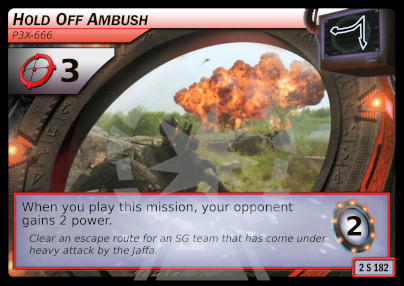 HOLD OFF AMBUSH
P3X-666
3
When you play this mission, your opponent
gains 2 power.
2
Clear an escape route for an SG team that has come under
heavy attack by the Jaffa.
2 S 182